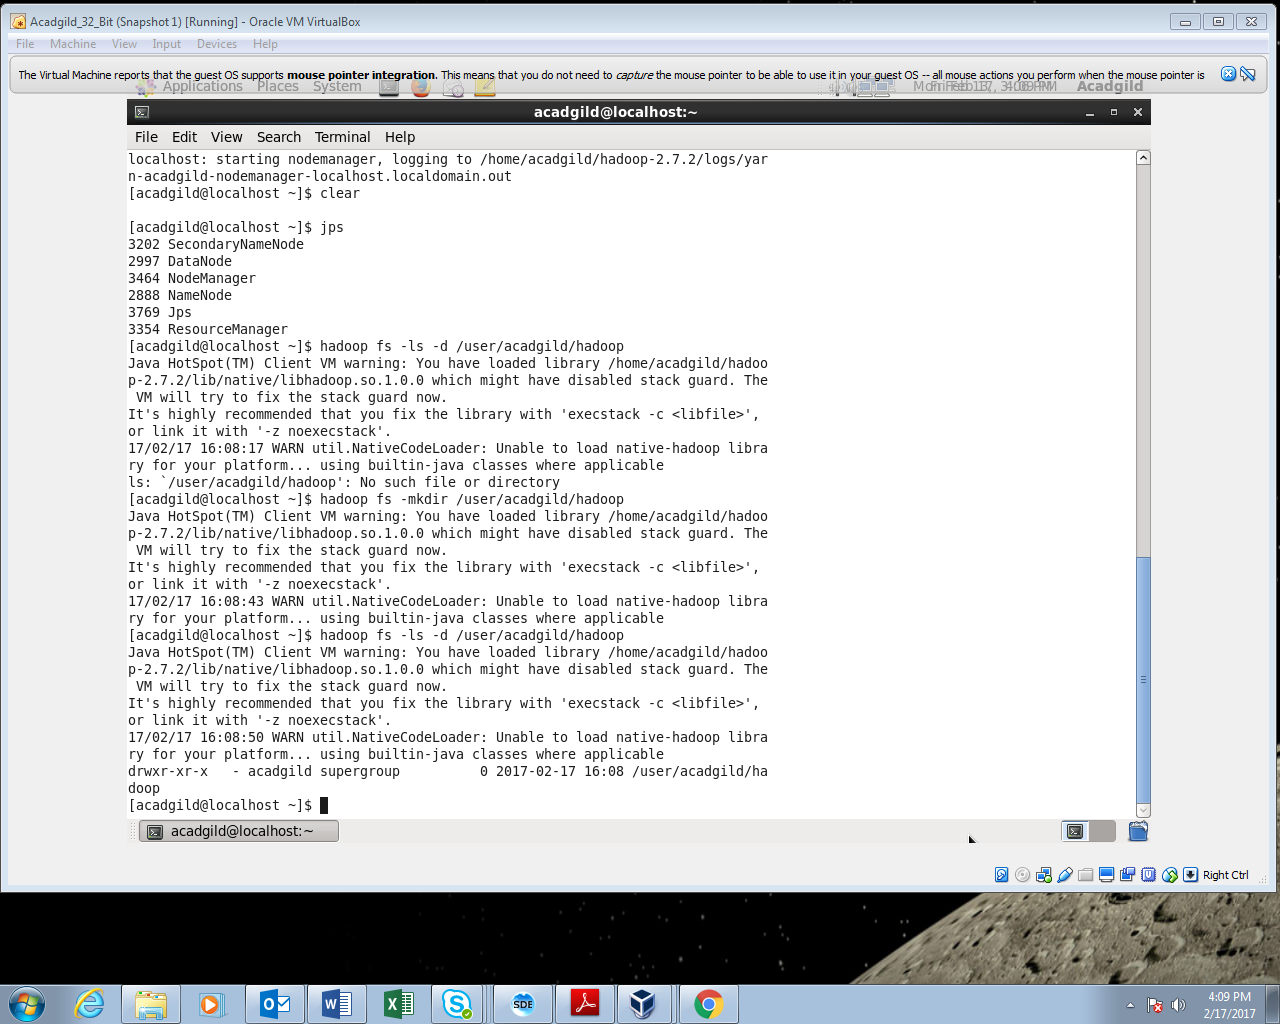 Acadgild_32_Bit (Snapshot 1) [Running] - Oracle VM VirtualBox
File Machine View Input Devices Help
The Virtual Machine reports that the guest OS supports mouse pointer integration. This means that you do not need to capture the mouse pointer to be able to use it in your guest OS -- all mouse actions you perform when the mouse pointer is
Applications Places System Acadgild
acadgild@localhost:~
File Edit View Search Terminal Help
localhost: starting nodemanager, logging to /home/acadgild/hadoop-2.7.2/logs/yar
n-acadgild-nodemanager-localhost.localdomain.out
[acadgild@localhost ~]$ clear
[acadgild@localhost ~]$ jps
3202 SecondaryNameNode
2997 DataNode
3464 NodeManager
2888 NameNode
3769 Jps
3354 ResourceManager
[acadgild@localhost ~]$ hadoop fs -ls -d /user/acadgild/hadoop
Java HotSpot(TM) Client VM warning: You have loaded library /home/acadgild/hadoo
p-2.7.2/lib/native/libhadoop.so.1.0.0 which might have disabled stack guard. The
VM will try to fix the stack guard now.
It's highly recommended that you fix the library with 'execstack -c <libfile>',
or link it with '-z noexecstack'.
17/02/17 16:08:17 WARN util.NativeCodeLoader: Unable to load native-hadoop libra
ry for your platform... using builtin-java classes where applicable
ls: `/user/acadgild/hadoop': No such file or directory
[acadgild@localhost ~]$ hadoop fs -mkdir /user/acadgild/hadoop
Java HotSpot(TM) Client VM warning: You have loaded library /home/acadgild/hadoo
p-2.7.2/lib/native/libhadoop.so.1.0.0 which might have disabled stack guard. The
VM will try to fix the stack guard now.
It's highly recommended that you fix the library with 'execstack -c <libfile>',
or link it with '-z noexecstack'.
17/02/17 16:08:43 WARN util.NativeCodeLoader: Unable to load native-hadoop libra
ry for your platform... using builtin-java classes where applicable
[acadgild@localhost ~]$ hadoop fs -ls -d /user/acadgild/hadoop
Java HotSpot(TM) Client VM warning: You have loaded library /home/acadgild/hadoo
p-2.7.2/lib/native/libhadoop.so.1.0.0 which might have disabled stack guard. The
VM will try to fix the stack guard now.
It's highly recommended that you fix the library with 'execstack -c <libfile>',
or link it with '-z noexecstack'.
17/02/17 16:08:50 WARN util.NativeCodeLoader: Unable to load native-hadoop libra
ry for your platform... using builtin-java classes where applicable
drwxr-xr-x   - acadgild supergroup          0 2017-02-17 16:08 /user/acadgild/ha
doop
[acadgild@localhost ~]$
acadgild@localhost:~
Right Ctrl
SDE
4:09 PM
2/17/2017